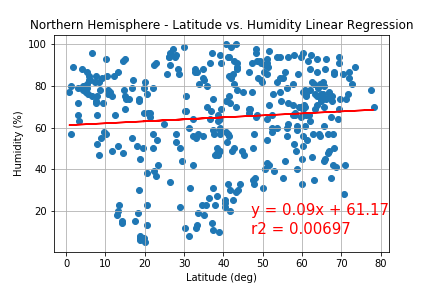 Northern Hemisphere - Latitude vs. Humidity Linear Regression
100
80
60
40
20
Humidity (%)
y = 0.09x + 61.17
r2 = 0.00697
0 10 20 30 40 50 60 70 80
Latitude (deg)